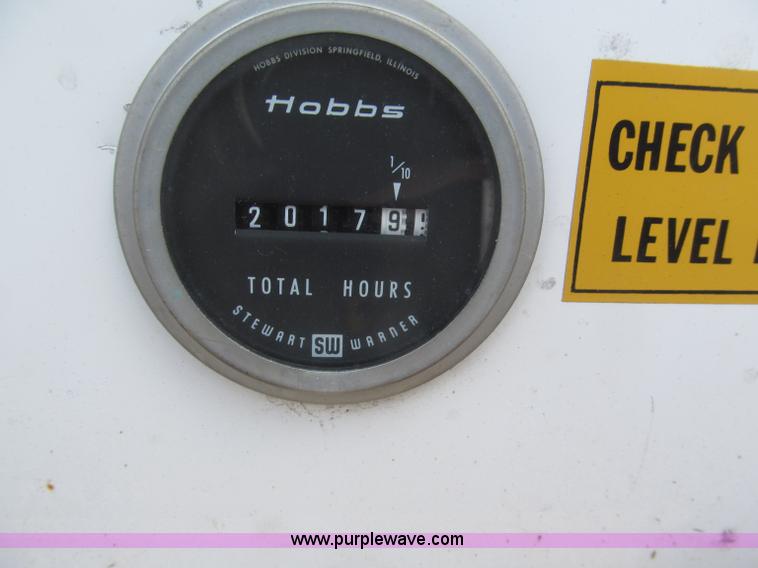 HOBBS DIVISION SPRINGFIELD, ILLINOIS
Hobbs
1/10
2 0 1 7 9
TOTAL HOURS
STEWART SW WARNER
CHECK
LEVEL
www.purplewave.com